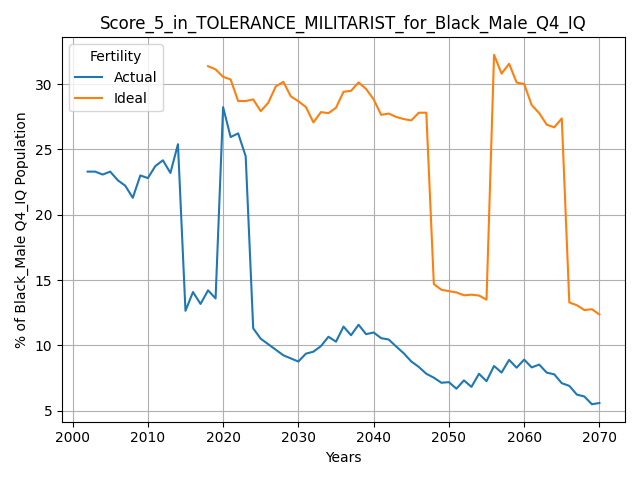 Score_5_in_TOLERANCE_MILITARIST_for_Black_Male_Q4_IQ
Fertility
Actual
Ideal
% of Black_Male Q4_IQ Population
30
25
20
15
10
5
2000
2010
2020
2030
2040
2050
2060
2070
Years